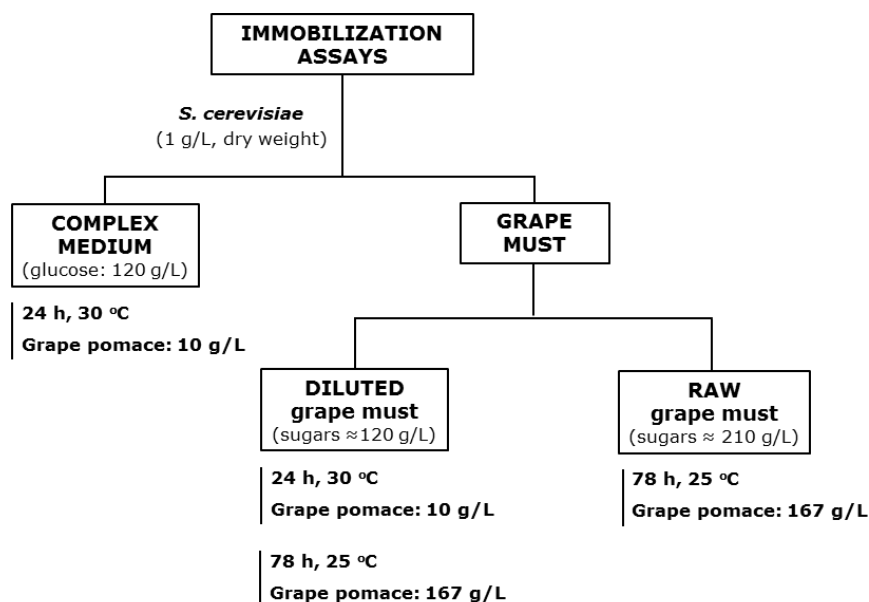 IMMOBILIZATION
ASSAYS
S. cerevisiae
(1 g/L, dry weight)
COMPLEX
MEDIUM
(glucose: 120 g/L)
24 h, 30 ºC
Grape pomace: 10 g/L
GRAPE
MUST
DILUTED
grape must
(sugars ≈120 g/L)
24 h, 30 ºC
Grape pomace: 10 g/L
78 h, 25 ºC
Grape pomace: 167 g/L
RAW
grape must
(sugars ≈ 210 g/L)
78 h, 25 ºC
Grape pomace: 167 g/L